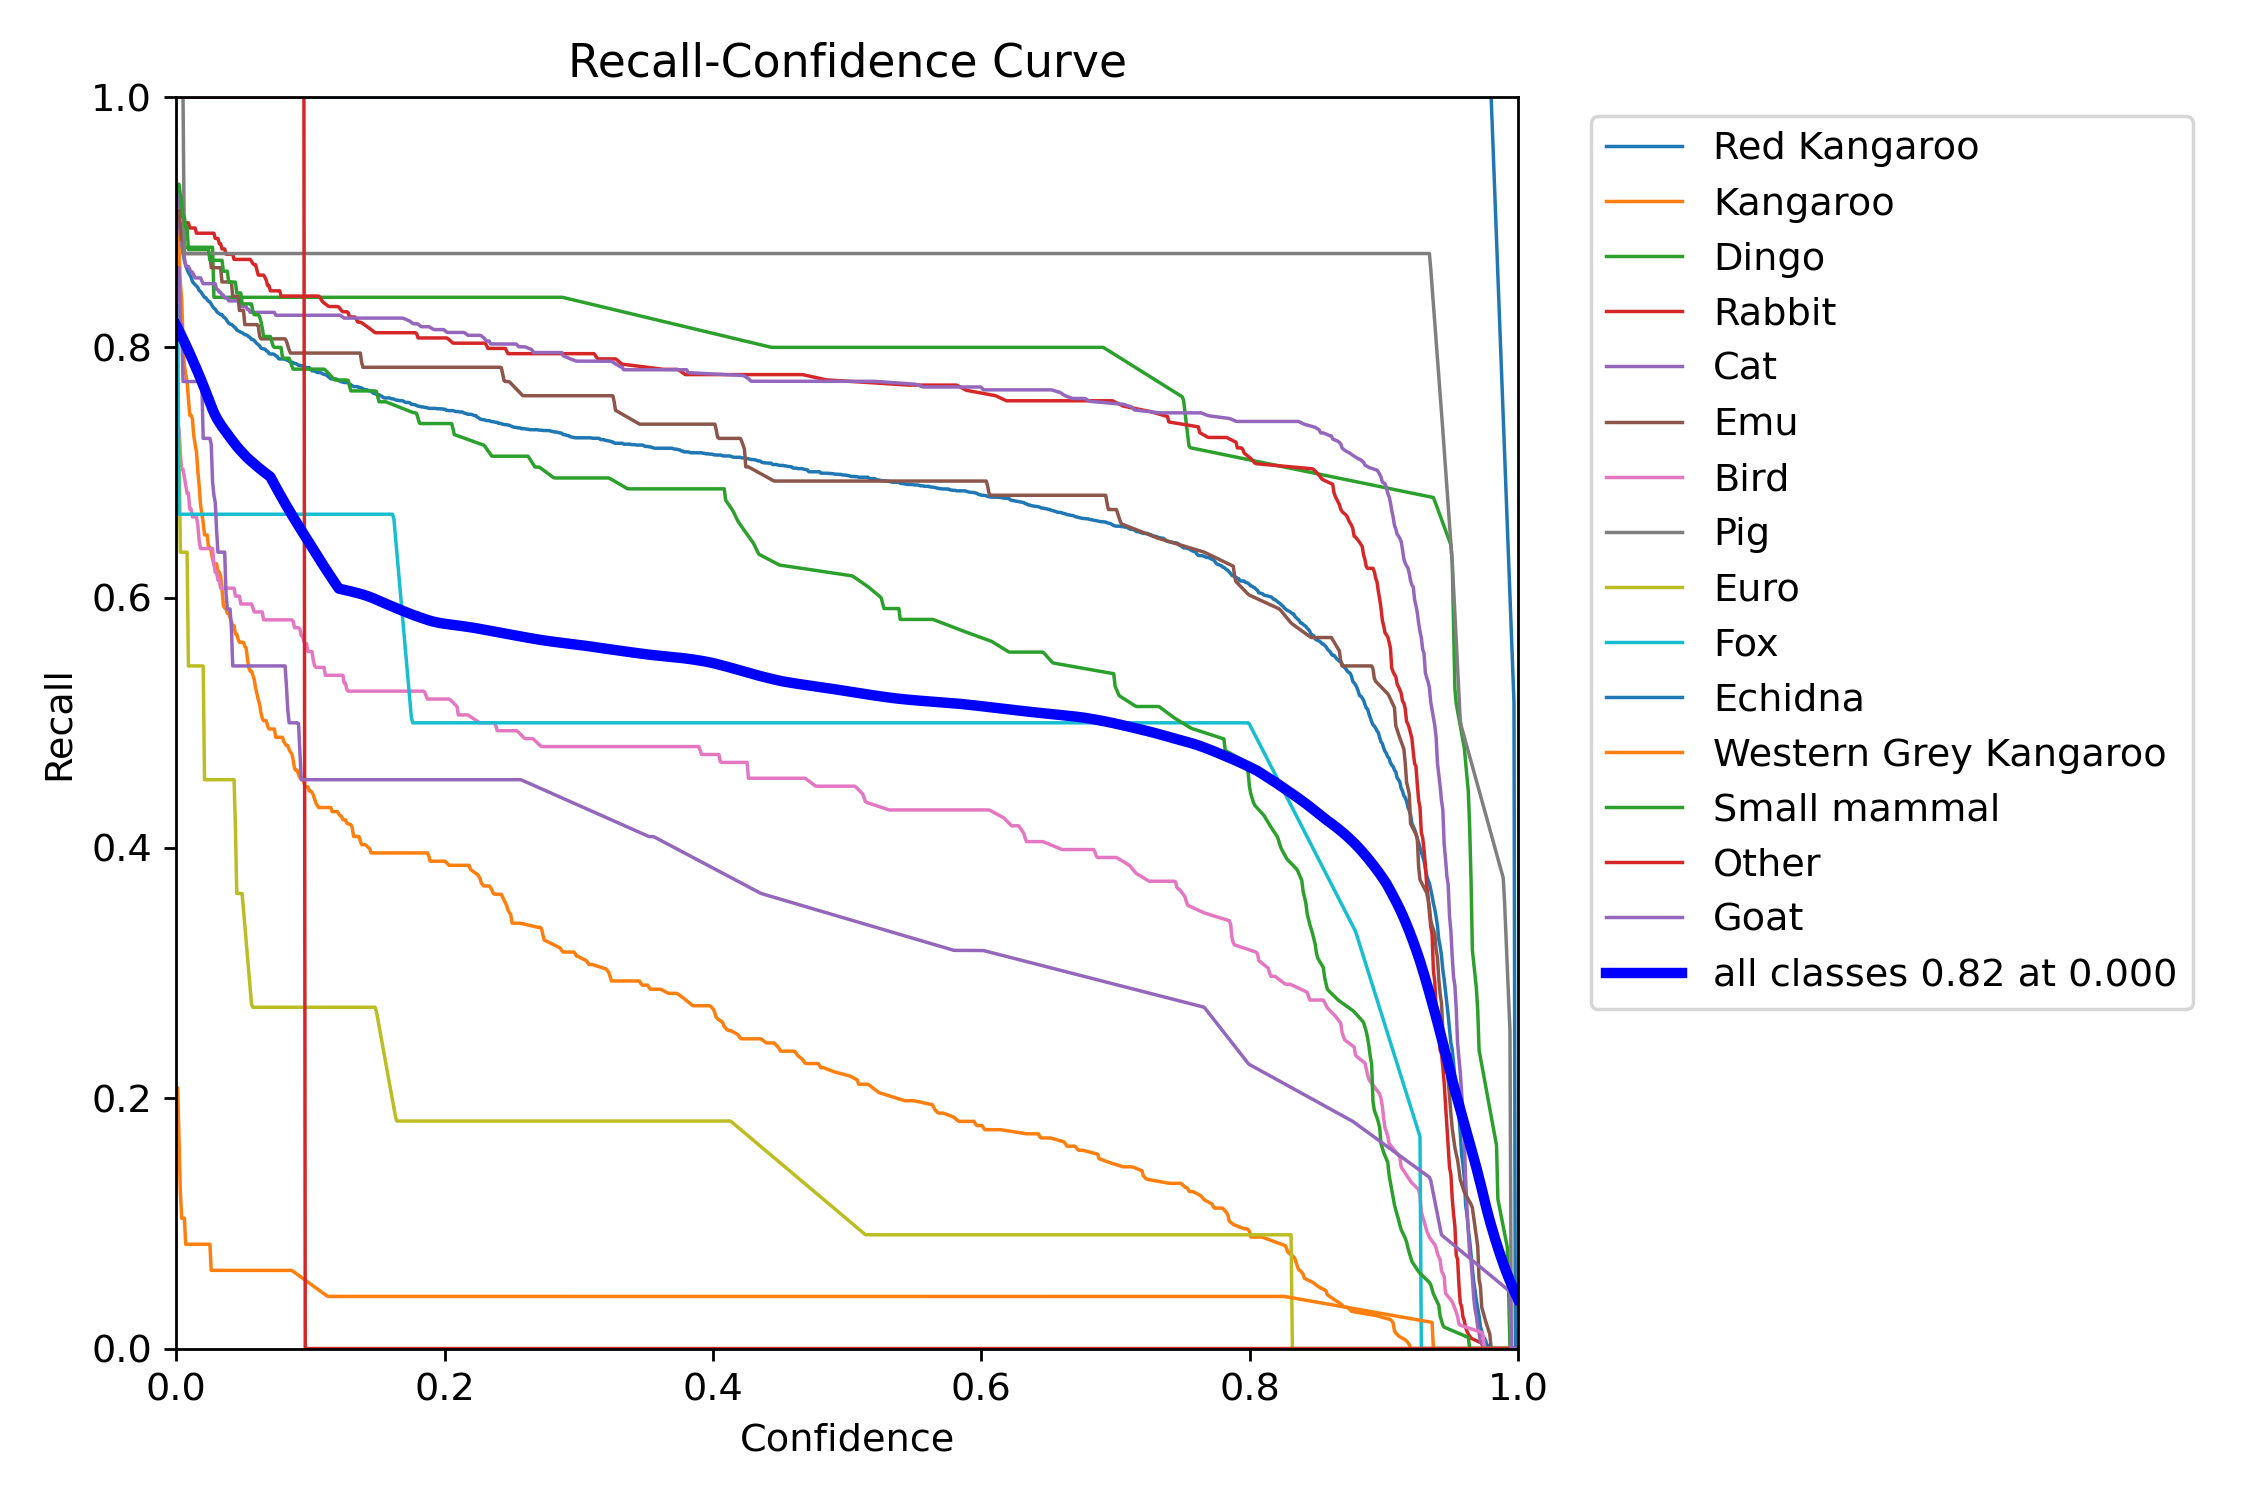 Recall-Confidence Curve
1.0
0.8
0.6
0.4
0.2
0.0
Recall
0.0 0.2 0.4 0.6 0.8 1.0
Confidence
Red Kangaroo
Kangaroo
Dingo
Rabbit
Cat
Emu
Bird
Pig
Euro
Fox
Echidna
Western Grey Kangaroo
Small mammal
Other
Goat
all classes 0.82 at 0.000